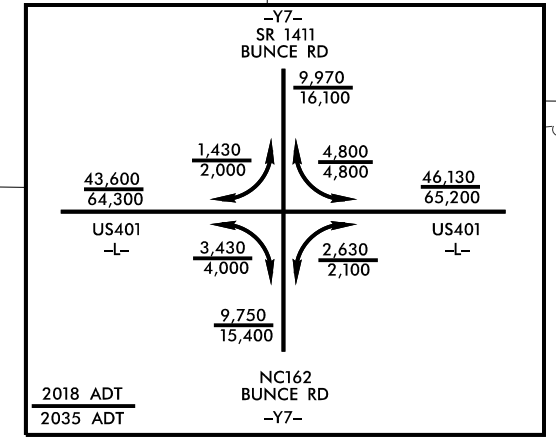 –Y7–
SR 1411
BUNCE RD
9,970
16,100
1,430
2,000
4,800
4,800
43,600
64,300
46,130
65,200
US401
–L–
US401
–L–
3,430
4,000
2,630
2,100
9,750
15,400
NC162
BUNCE RD
–Y7–
2018 ADT
2035 ADT